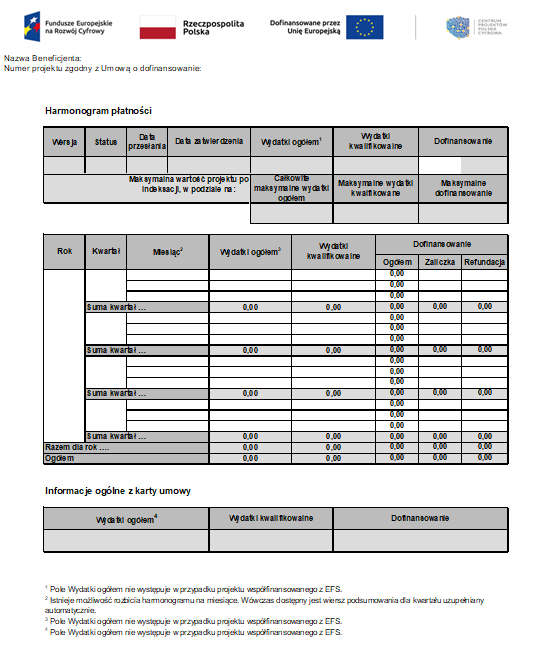 Fundusze Europejskie
na Rozwój Cyfrowy
Rzeczpospolita
Polska
Dofinansowane przez
Unię Europejską
CENTRUM
PROJEKTÓW
POLSKA
CYFROWA
Nazwa Beneficjenta:
Numer projektu zgodny z Umową o dofinansowanie:
Harmonogram płatności
Wersja Status Data przesłania Data zatwierdzenia Wydatki ogółem1 Wydatki kwalifikowalne Dofinansowanie
Maksymalna wartość projektu po indeksacji, w podziale na: Całkowite maksymalne wydatki ogółem Maksymalne wydatki kwalifikowane Maksymalne dofinansowanie
Rok Kwartał Miesiąc2 Wydatki ogółem3 Wydatki kwalifikowalne Dofinansowanie
Ogółem Zaliczka Refundacja
0,00
0,00
0,00
Suma kwartał ... 0,00 0,00 0,00 0,00 0,00
0,00
0,00
0,00
Suma kwartał ... 0,00 0,00 0,00 0,00 0,00
0,00
0,00
0,00
Suma kwartał ... 0,00 0,00 0,00 0,00 0,00
0,00
0,00
0,00
Suma kwartał ... 0,00 0,00 0,00 0,00 0,00
Razem dla rok .... 0,00 0,00 0,00 0,00 0,00
Ogółem 0,00 0,00 0,00 0,00 0,00
Informacje ogólne z karty umowy
Wydatki ogółem4 Wydatki kwalifikowalne Dofinansowanie
1 Pole Wydatki ogółem nie występuje w przypadku projektu współfinansowanego z EFS.
2 Istnieje możliwość rozbicia harmonogramu na miesiące. Wówczas dostępny jest wiersz podsumowania dla kwartału uzupełniany
automatycznie.
3 Pole Wydatki ogółem nie występuje w przypadku projektu współfinansowanego z EFS.
4 Pole Wydatki ogółem nie występuje w przypadku projektu współfinansowanego z EFS.